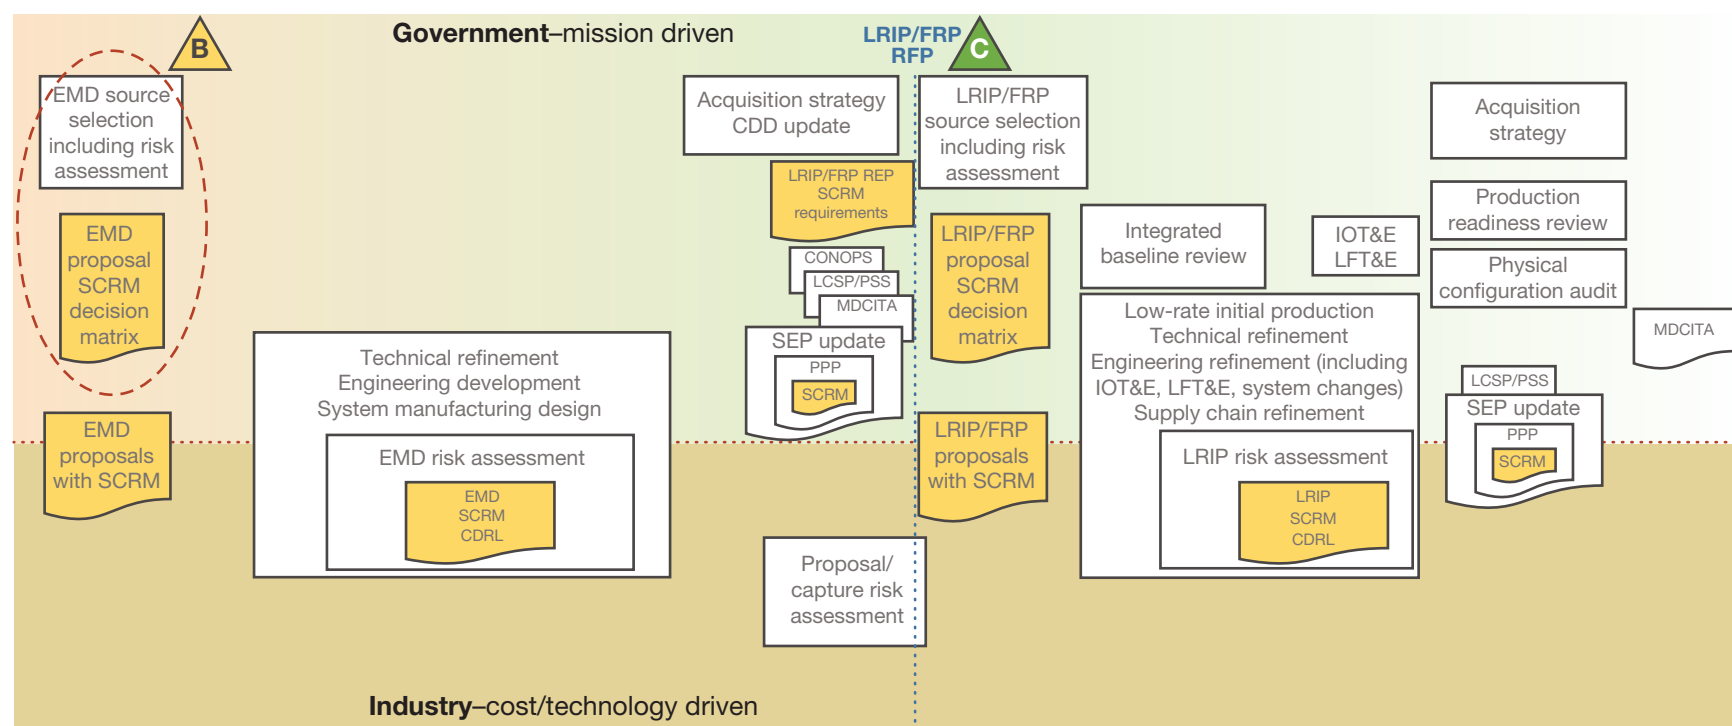 B
Government–mission driven
LRIP/FRP
RFP
C
EMD source
selection
including risk
assessment
EMD
proposal
SCRM
decision
matrix
EMD
proposals
with SCRM
Technical refinement
Engineering development
System manufacturing design
EMD risk assessment
EMD
SCRM
CDRL
Acquisition strategy
CDD update
LRIP/FRP REP
SCRM
requirements
CONOPS
LCSP/PSS
MDCITA
SEP update
PPP
SCRM
Proposal/
capture risk
assessment
LRIP/FRP
source selection
including risk
assessment
LRIP/FRP
proposal
SCRM
decision
matrix
LRIP/FRP
proposals
with SCRM
Integrated
baseline review
IOT&E
LFT&E
Low-rate initial production
Technical refinement
Engineering refinement (including
IOT&E, LFT&E, system changes)
Supply chain refinement
LRIP risk assessment
LRIP
SCRM
CDRL
Acquisition
strategy
Production
readiness review
Physical
configuration audit
MDCITA
LCSP/PSS
SEP update
PPP
SCRM
Industry–cost/technology driven